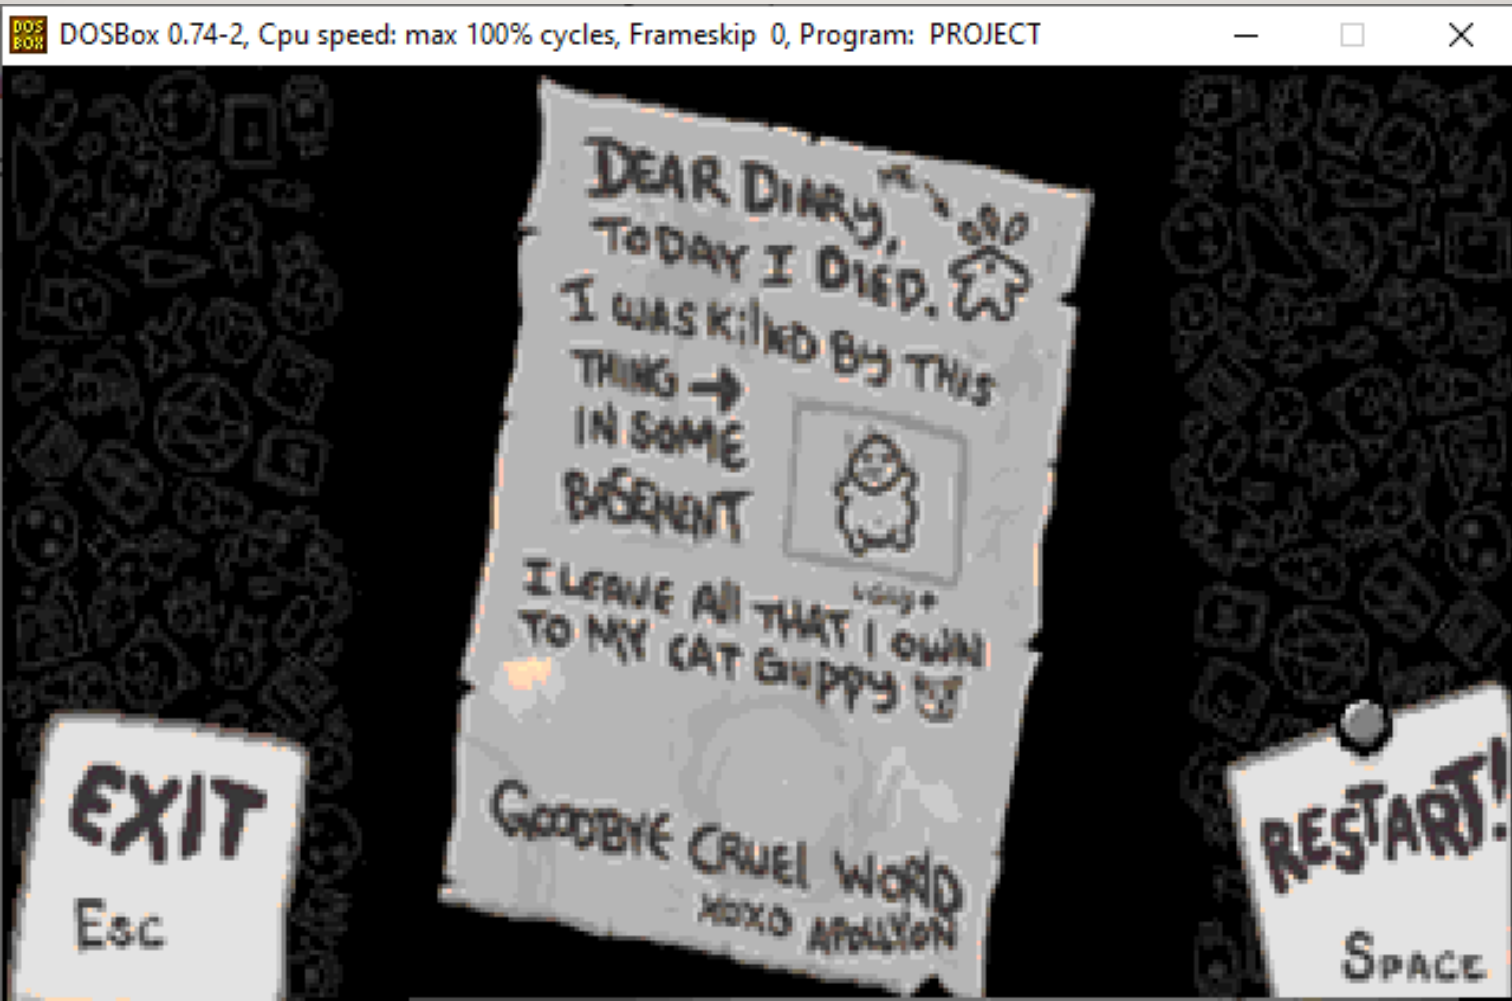 DOSBox 0.74-2, Cpu speed: max 100% cycles, Frameskip 0, Program: PROJECT
DEAR DIARY,
TODAY I DIED.
I WAS KillED BY THIS
THING →
IN SOME
BASEMENT
I LEAVE All THAT I OWN
TO MY CAT GUPPY
GOODBYE CRUEL WORLD
XOXO APOLLYON
EXIT
Esc
RESTART!
SPACE